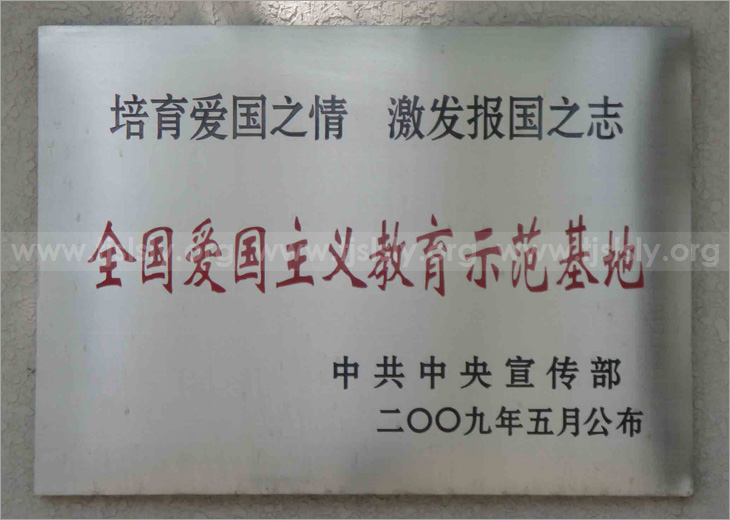 培育爱国之情 激发报国之志
全国爱国主义教育示范基地
中共中央宣传部
二〇〇九年五月公布